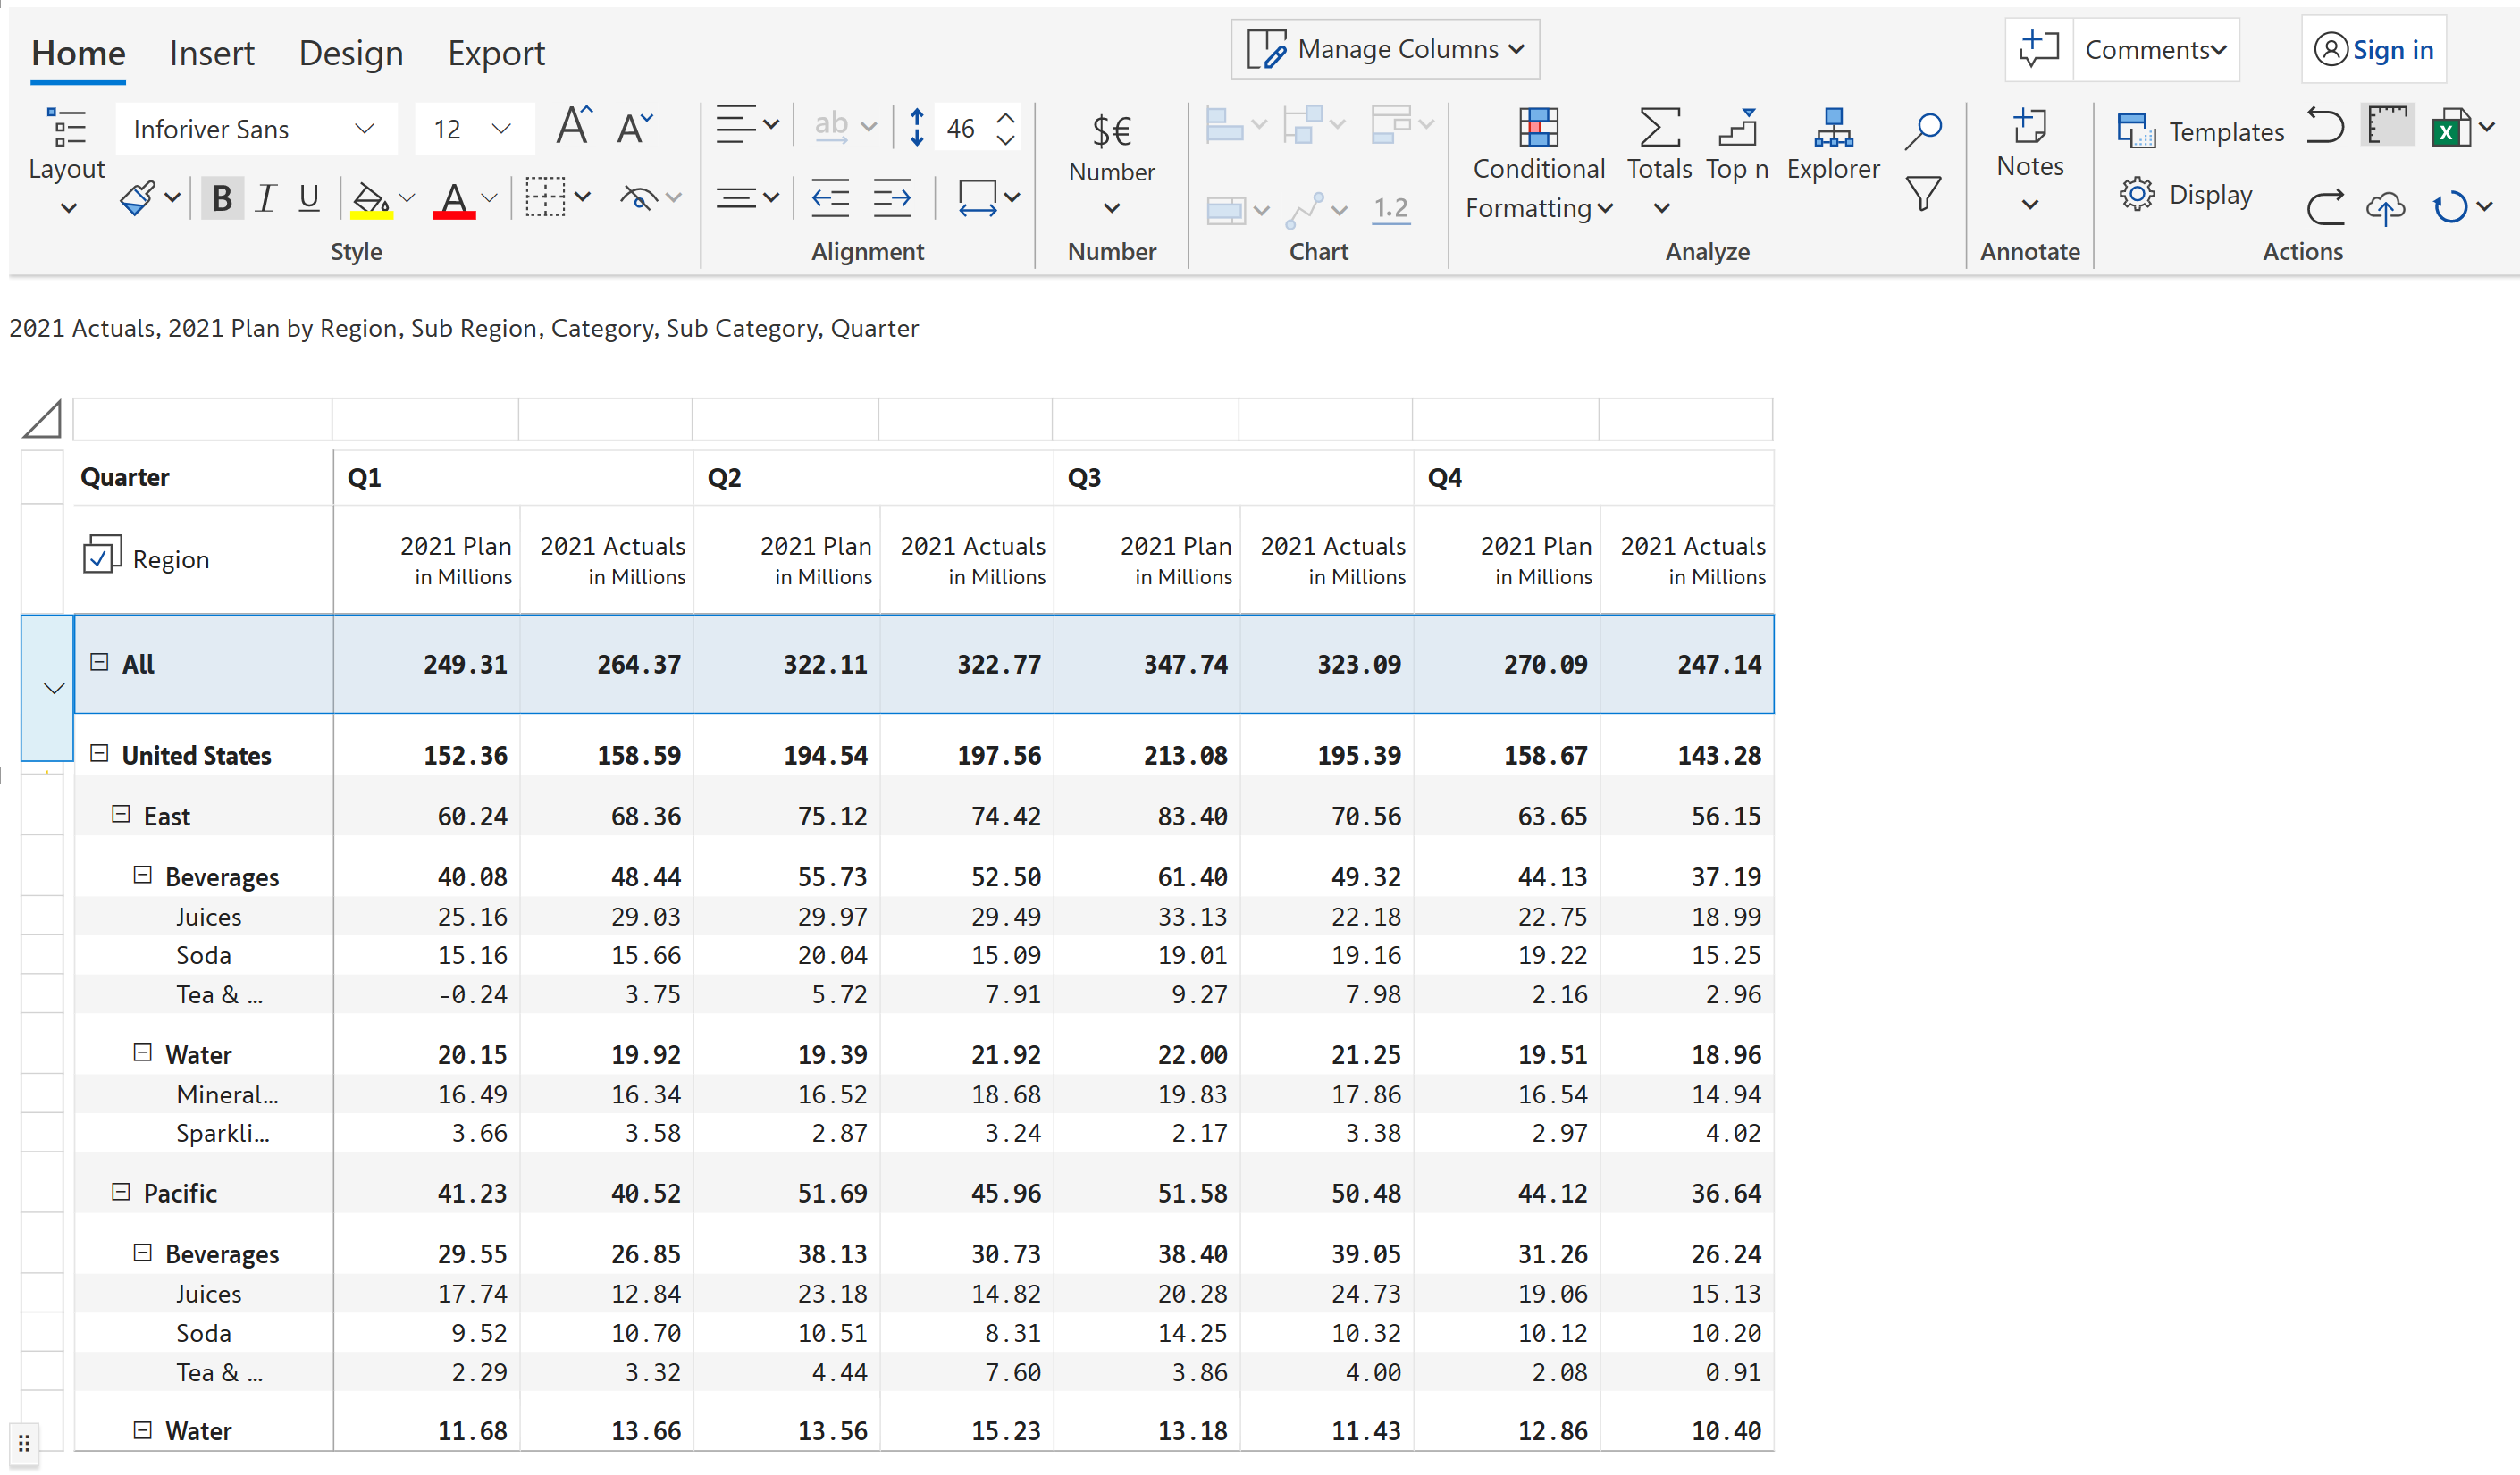 Home Insert Design Export Manage Columns Comments Sign in
Inforiver Sans 12 A A ab 46 $€ Templates
Layout Number Conditional Totals Top n Explorer Notes
B I U A 1.2 Formatting Display
Style Alignment Number Chart Analyze Annotate Actions
2021 Actuals, 2021 Plan by Region, Sub Region, Category, Sub Category, Quarter
Quarter Q1 Q2 Q3 Q4
Region 2021 Plan 2021 Actuals 2021 Plan 2021 Actuals 2021 Plan 2021 Actuals 2021 Plan 2021 Actuals
in Millions in Millions in Millions in Millions in Millions in Millions in Millions in Millions
All 249.31 264.37 322.11 322.77 347.74 323.09 270.09 247.14
United States 152.36 158.59 194.54 197.56 213.08 195.39 158.67 143.28
East 60.24 68.36 75.12 74.42 83.40 70.56 63.65 56.15
Beverages 40.08 48.44 55.73 52.50 61.40 49.32 44.13 37.19
Juices 25.16 29.03 29.97 29.49 33.13 22.18 22.75 18.99
Soda 15.16 15.66 20.04 15.09 19.01 19.16 19.22 15.25
Tea & ... -0.24 3.75 5.72 7.91 9.27 7.98 2.16 2.96
Water 20.15 19.92 19.39 21.92 22.00 21.25 19.51 18.96
Mineral... 16.49 16.34 16.52 18.68 19.83 17.86 16.54 14.94
Sparkli... 3.66 3.58 2.87 3.24 2.17 3.38 2.97 4.02
Pacific 41.23 40.52 51.69 45.96 51.58 50.48 44.12 36.64
Beverages 29.55 26.85 38.13 30.73 38.40 39.05 31.26 26.24
Juices 17.74 12.84 23.18 14.82 20.28 24.73 19.06 15.13
Soda 9.52 10.70 10.51 8.31 14.25 10.32 10.12 10.20
Tea & ... 2.29 3.32 4.44 7.60 3.86 4.00 2.08 0.91
Water 11.68 13.66 13.56 15.23 13.18 11.43 12.86 10.40